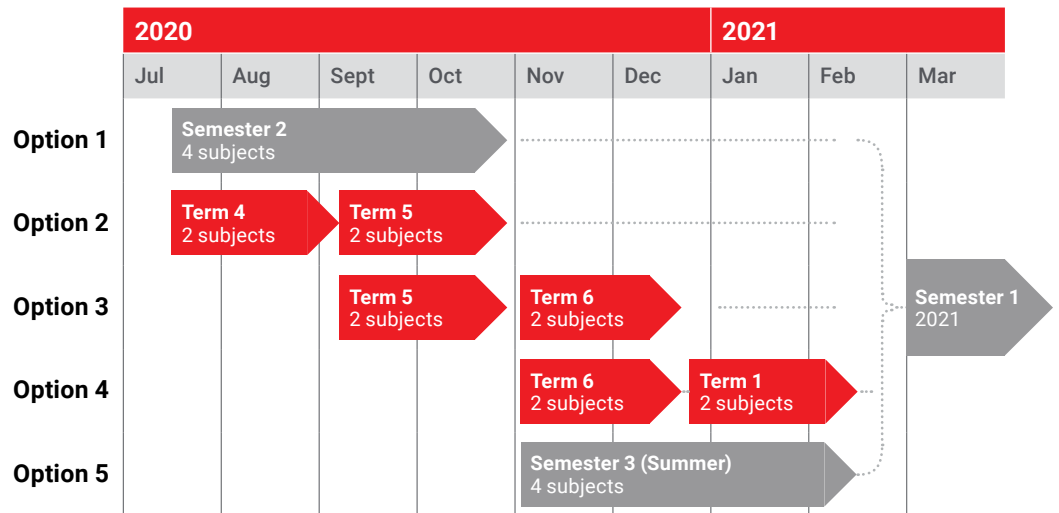 2020 2021
Jul Aug Sept Oct Nov Dec Jan Feb Mar
Option 1
Semester 2
4 subjects
Option 2
Term 4
2 subjects
Term 5
2 subjects
Option 3
Term 5
2 subjects
Term 6
2 subjects
Semester 1
2021
Option 4
Term 6
2 subjects
Term 1
2 subjects
Option 5
Semester 3 (Summer)
4 subjects